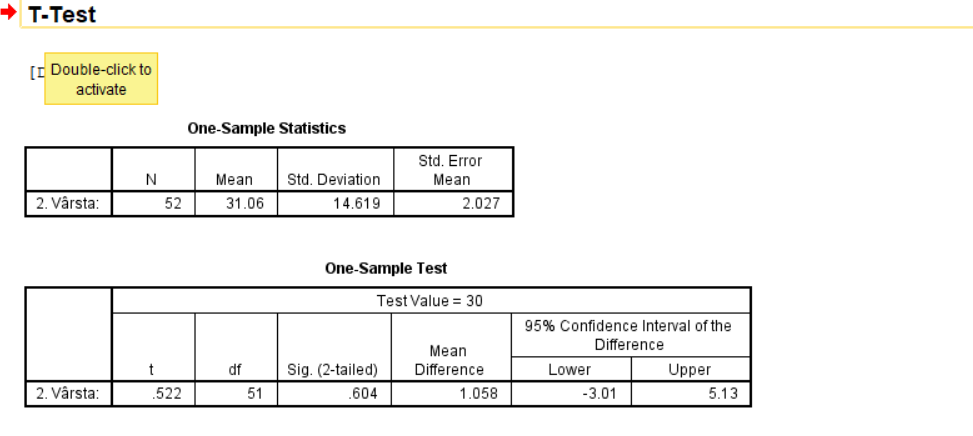 T-Test
Double-click to
activate
One-Sample Statistics
N Mean Std. Deviation Std. Error Mean
2. Vârsta: 52 31.06 14.619 2.027
One-Sample Test
Test Value = 30
95% Confidence Interval of the Difference
t df Sig. (2-tailed) Mean Difference Lower Upper
2. Vârsta: .522 51 .604 1.058 -3.01 5.13